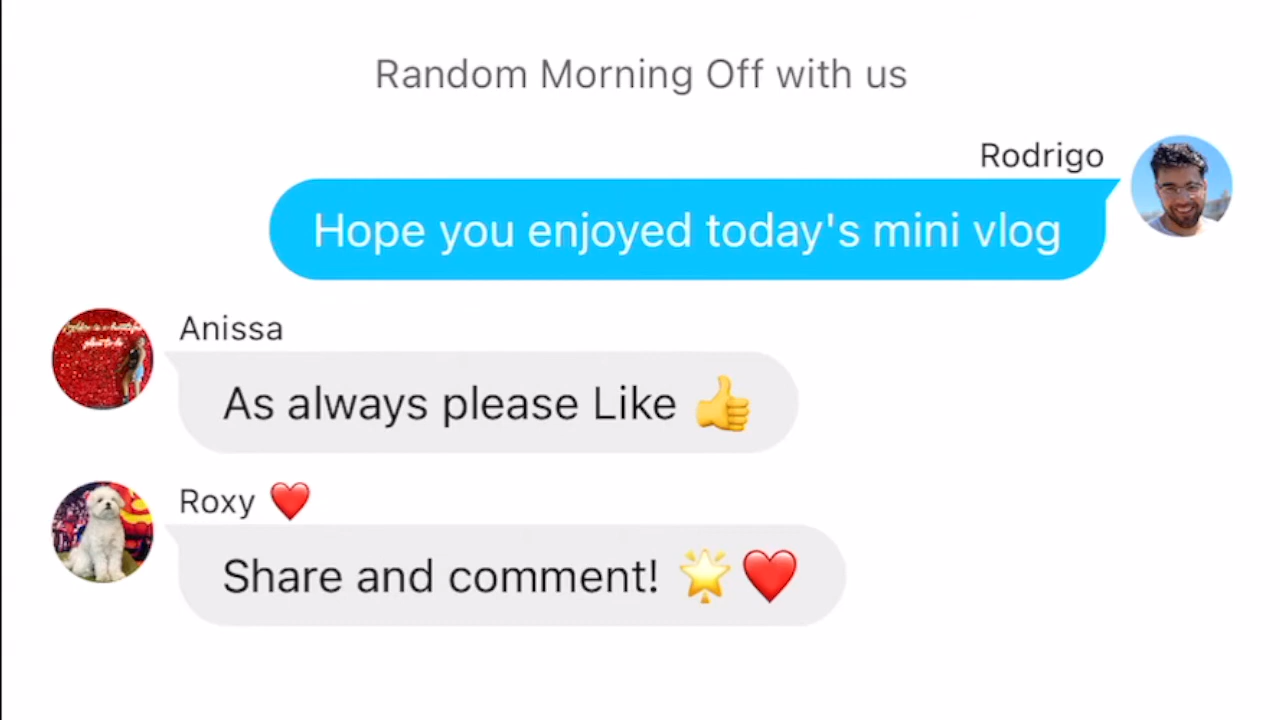 Random Morning Off with us
Rodrigo
Hope you enjoyed today's mini vlog
Anissa
As always please Like 👍
Roxy ❤️
Share and comment! 🌟❤️